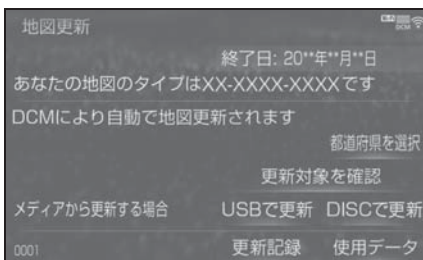 地図更新
DCM
終了日: 20**年**月**日
あなたの地図のタイプはXX-XXXX-XXXXです
DCMにより自動で地図更新されます
都道府県を選択
更新対象を確認
メディアから更新する場合 USBで更新 DISCで更新
0001 更新記録 使用データ